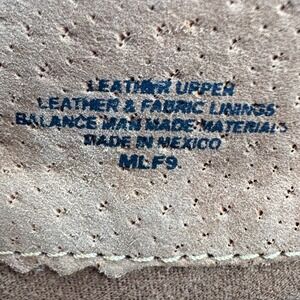 LEATHER UPPER
LEATHER & FABRIC LININGS
BALANCE MAN MADE MATERIALS
MADE IN MEXICO
MLF9.